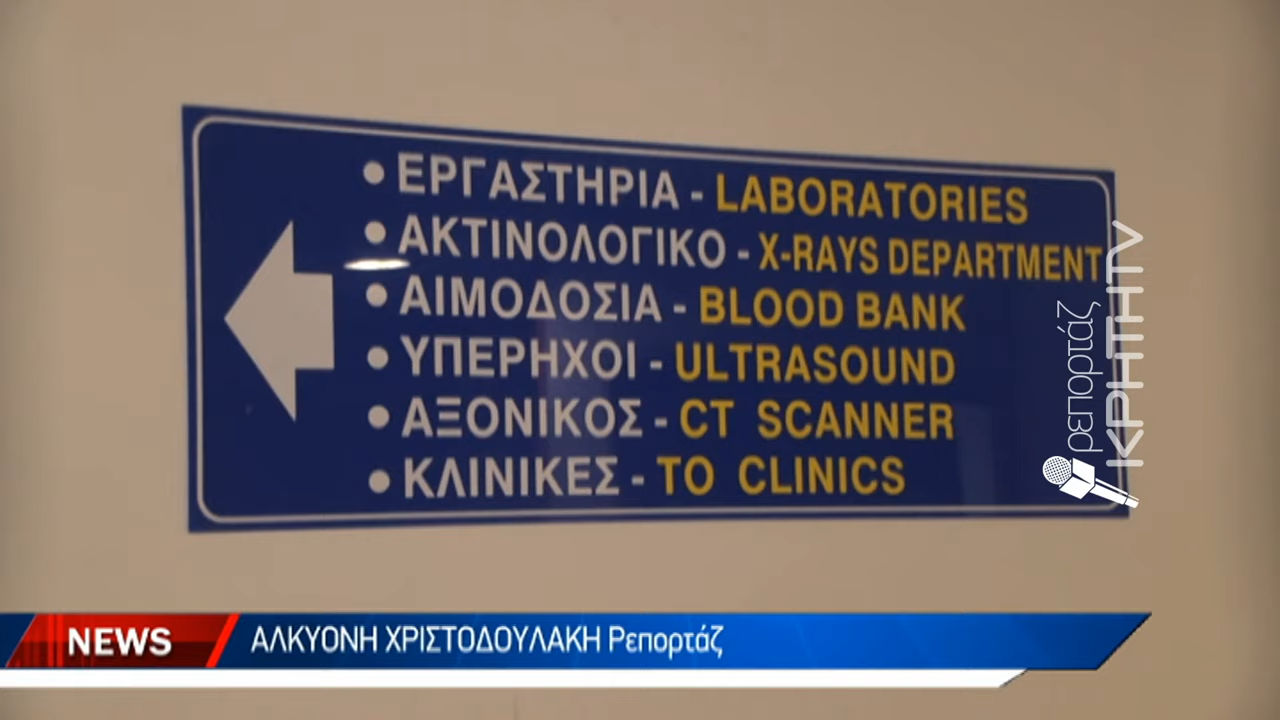 • ΕΡΓΑΣΤΗΡΙΑ - LABORATORIES
• ΑΚΤΙΝΟΛΟΓΙΚΟ - X-RAYS DEPARTMENT
• ΑΙΜΟΔΟΣΙΑ - BLOOD BANK
• ΥΠΕΡΗΧΟΙ - ULTRASOUND
• ΑΞΟΝΙΚΟΣ - CT SCANNER
• ΚΛΙΝΙΚΕΣ - TO CLINICS
ρεπορτάζ
ΚΡΗΤΗTV
NEWS
ΑΛΚΥΟΝΗ ΧΡΙΣΤΟΔΟΥΛΑΚΗ Ρεπορτάζ